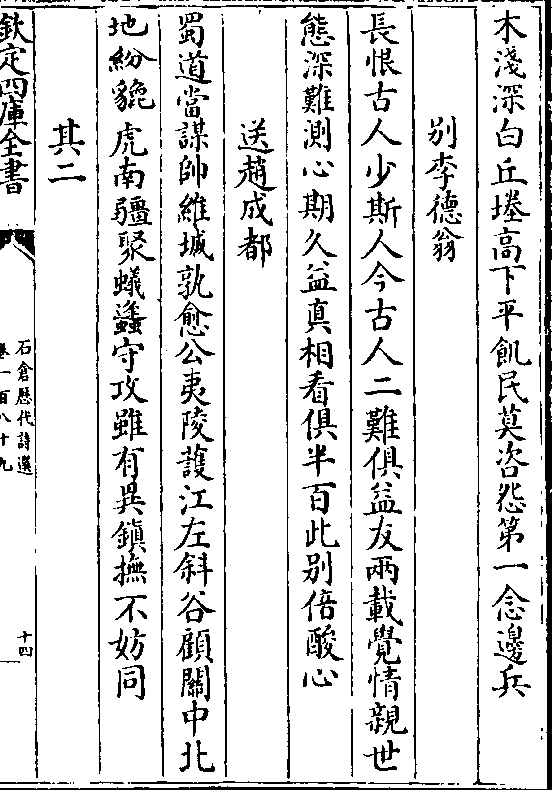 木淺深白丘塍高下平飢民莫咨怨第一念邊兵
别李德翁
長恨古人少斯人今古人二難俱益友兩載覺情親世
態深難測心期久益真相看俱半百此别倍酸心
送趙成都
蜀道當謀帥維城孰愈公夷陵䕶江左斜谷顧關中北
地紛貔虎南疆聚蟻蠭守攻雖有異鎮撫不妨同
其二
欽定四庫全書
石倉歴代詩選
卷一百八十九
十四